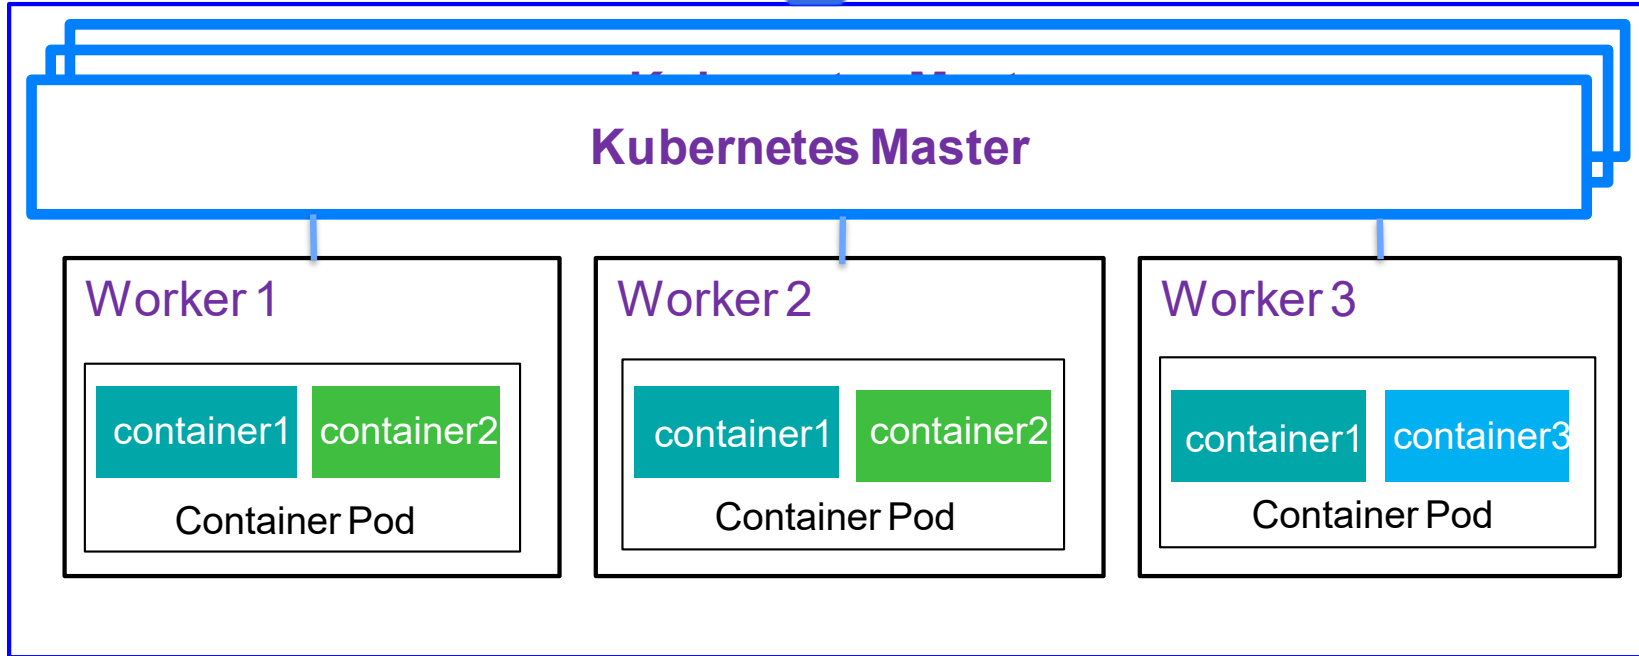 Kubernetes Master
Worker 1
Worker 2
Worker 3
container1
container2
container1
container2
container1
container3
Container Pod
Container Pod
Container Pod